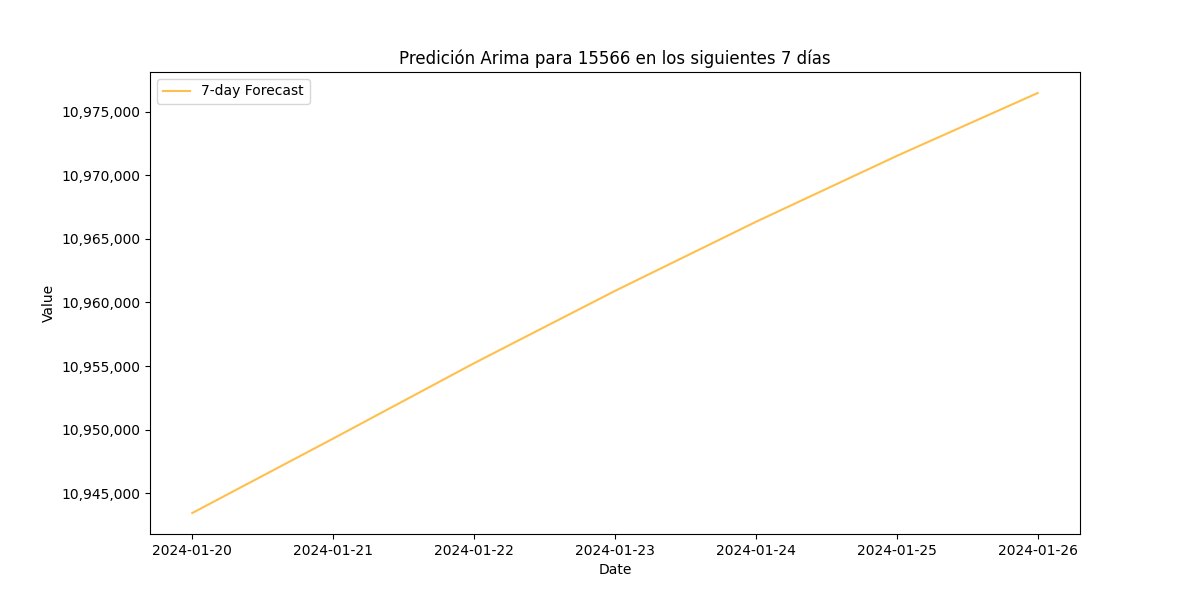 Predición Arima para 15566 en los siguientes 7 días
7-day Forecast
10,975,000
10,970,000
10,965,000
10,960,000
10,955,000
10,950,000
10,945,000
Value
2024-01-20 2024-01-21 2024-01-22 2024-01-23 2024-01-24 2024-01-25 2024-01-26
Date